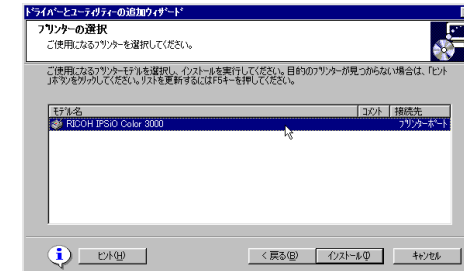 ﾄﾞﾗｲﾊﾞｰとﾕｰﾃｨﾘﾃｨｰの追加ｳｨｻﾞｰﾄﾞ
ﾌﾟﾘﾝﾀｰの選択
ご使用になるﾌﾟﾘﾝﾀｰを選択してください。
ご使用になるﾌﾟﾘﾝﾀｰﾓﾃﾞﾙを選択し、ｲﾝｽﾄｰﾙを実行してください。目的のﾌﾟﾘﾝﾀｰが見つからない場合は、｢ﾋﾝﾄ
｣ﾎﾞﾀﾝをｸﾘｯｸしてください。ﾘｽﾄを更新するにはF5ｷｰを押してください。
ﾓﾃﾞﾙ名 ｺﾒﾝﾄ 接続先
RICOH IPSiO Color 3000 ﾌﾟﾘﾝﾀｰﾎﾟｰﾄ
ﾋﾝﾄ(H) < 戻る(B) ｲﾝｽﾄｰﾙ(I) ｷｬﾝｾﾙ